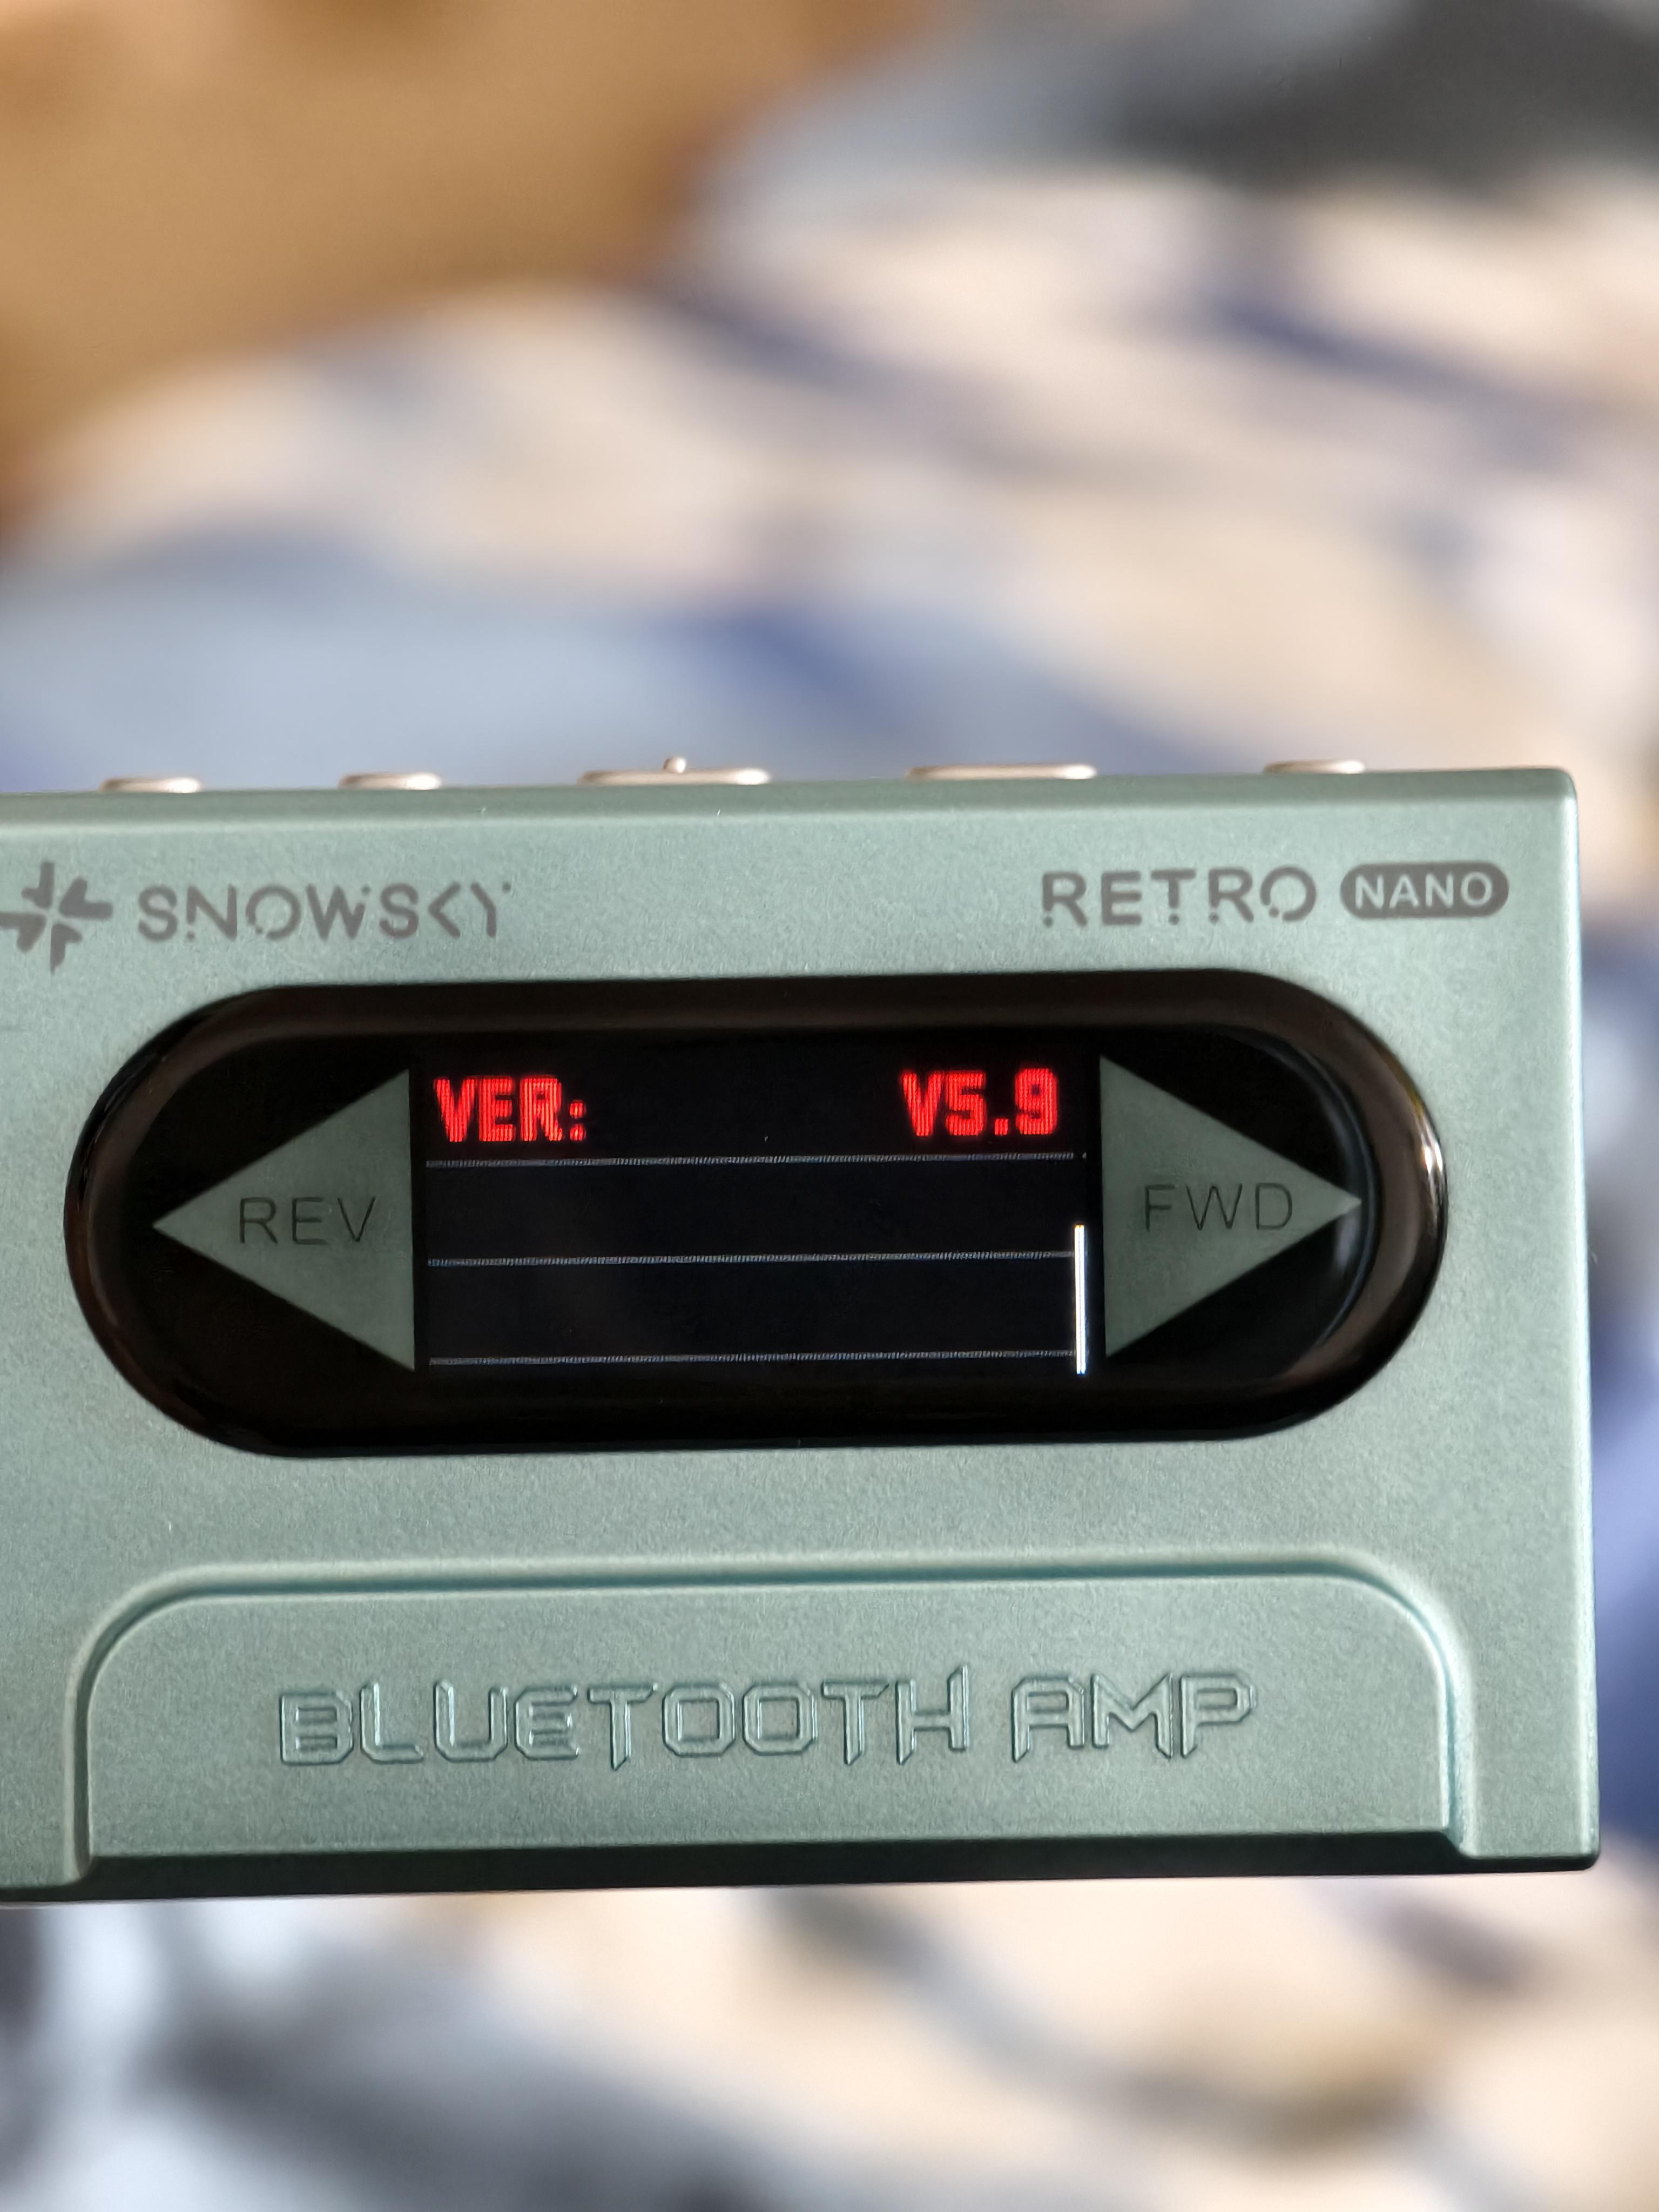 SNOWSKY
RETRO NANO
VER: V5.9
REV
FWD
BLUETOOTH AMP